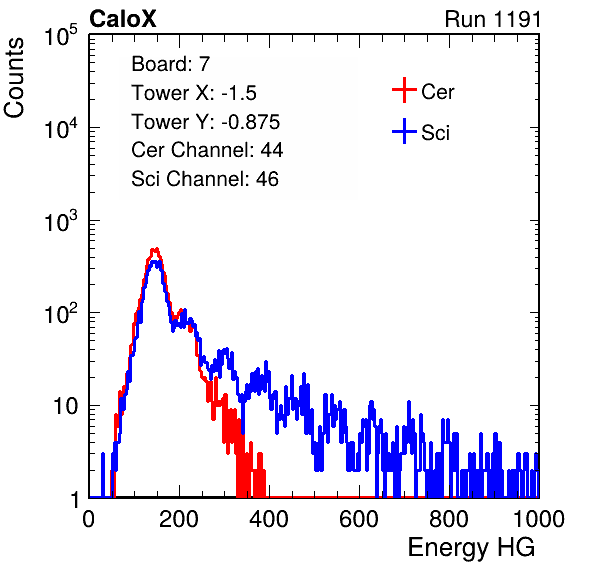 CaloX Run 1191
Counts
Board: 7
Tower X: -1.5
Tower Y: -0.875
Cer Channel: 44
Sci Channel: 46
Cer
Sci
10^5
10^4
10^3
10^2
10
1
0 200 400 600 800 1000
Energy HG